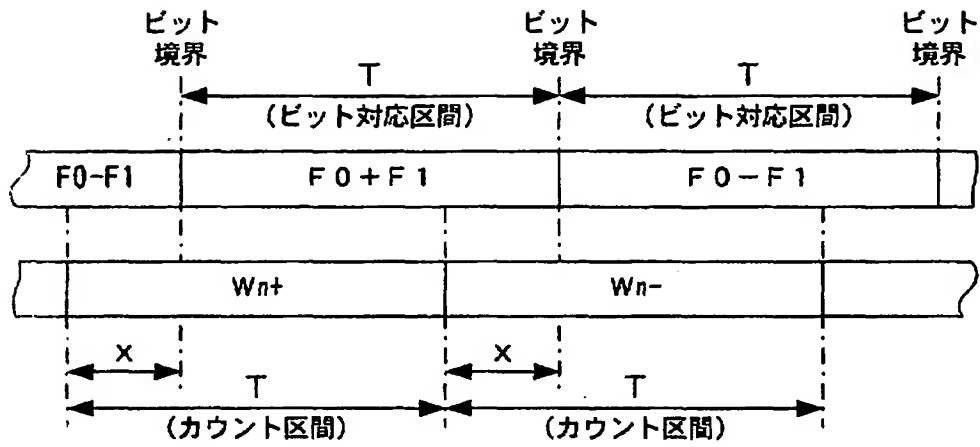 ビット境界 ビット境界 ビット境界
T T
(ビット対応区間) (ビット対応区間)
F0-F1 F0+F1 F0-F1
Wn+ Wn-
x x
T T
(カウント区間) (カウント区間)